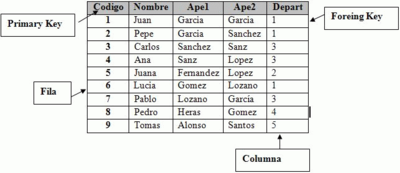 Primary Key
Codigo Nombre Ape1 Ape2 Depart
Foreing Key
1 Juan Garcia Garcia 1
2 Pepe Garcia Sanchez 1
3 Carlos Sanchez Sanz 3
4 Ana Sanz Lopez 3
5 Juana Fernandez Lopez 2
6 Lucía Gomez Lozano 1
7 Pablo Lozano García 3
8 Pedro Heras Gomez 4
9 Tomas Alonso Santos 5
Fila
Columna